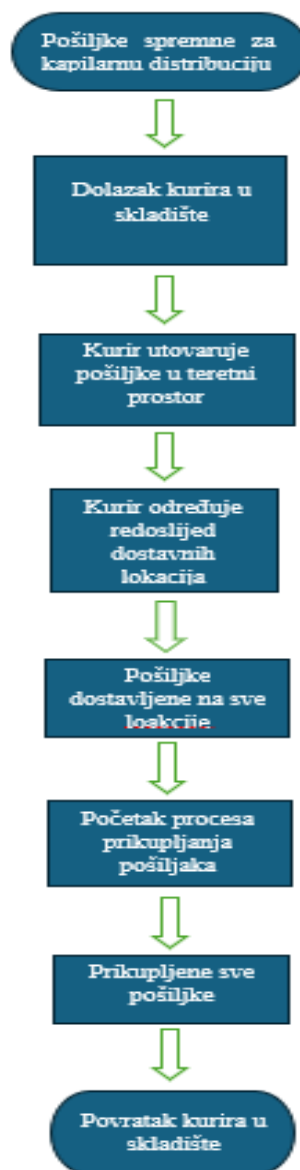 Pošiljke spremne za
kapilarnu distribuciju
Dolazak kurira u
skladište
Kurir utovaruje
pošiljke u teretni
prostor
Kurir određuje
redoslijed
dostavnih
lokacija
Pošiljke
dostavljene na sve
loakcije
Početak procesa
prikupljanja
pošiljaka
Prikupljene sve
pošiljke
Povratak kurira u
skladište